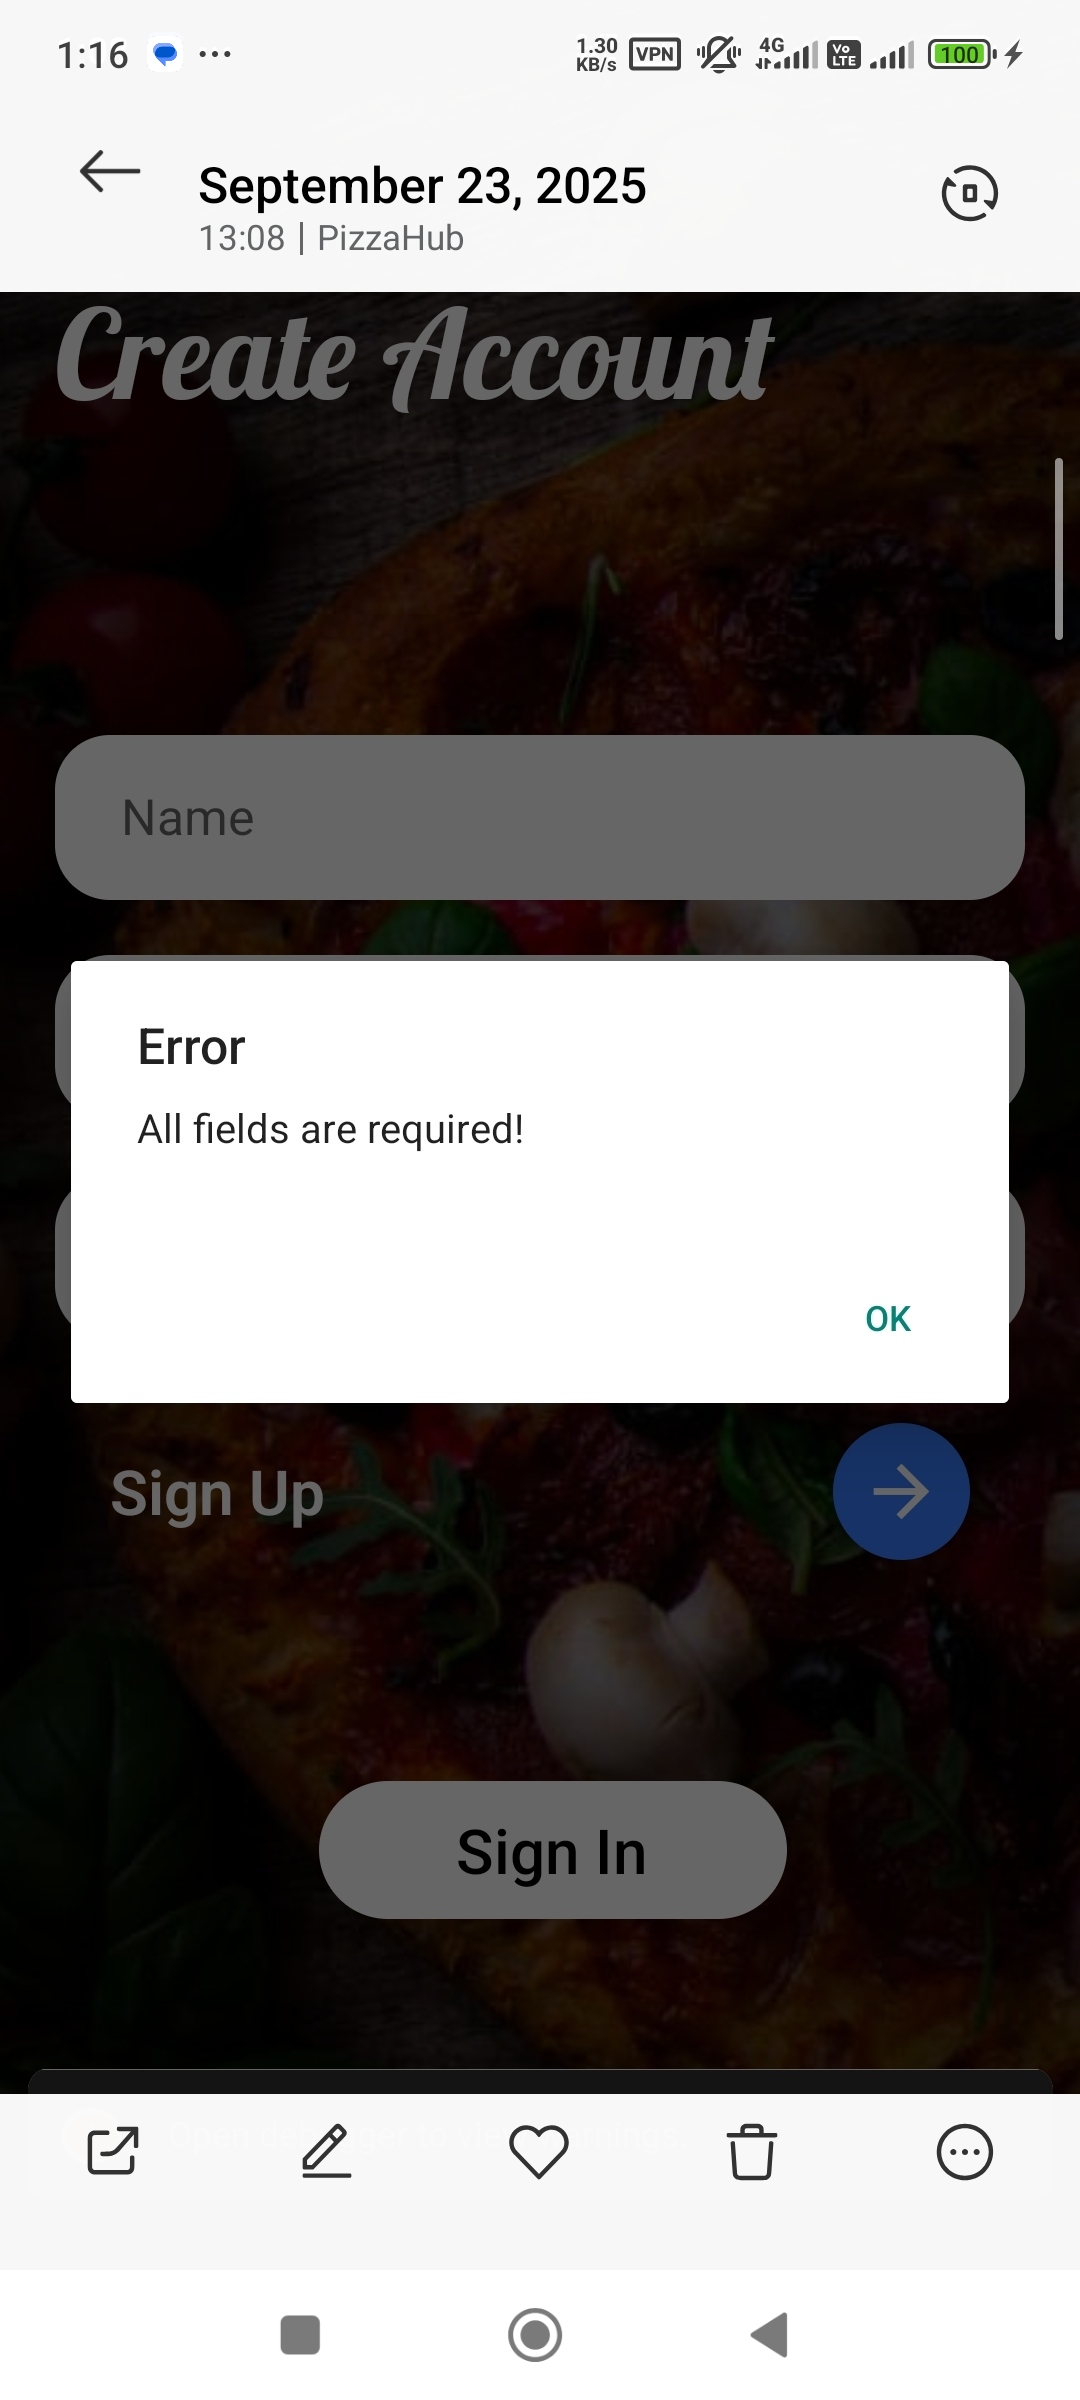 1:16
1.30
KB/s
VPN
4G
Vo
LTE
100
September 23, 2025
13:08 | PizzaHub
Create Account
Name
Error
All fields are required!
OK
Sign Up
Sign In